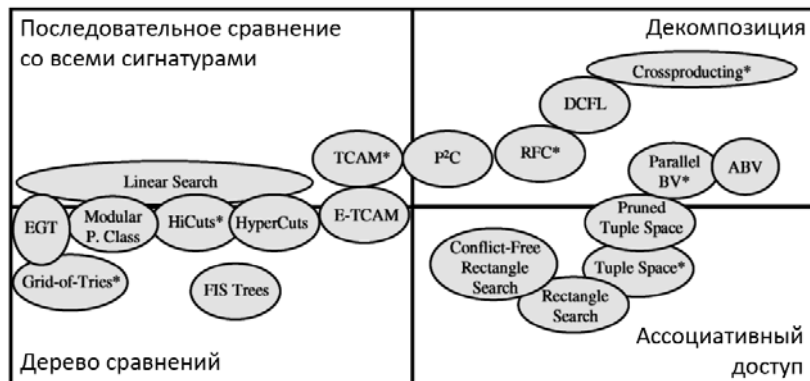 Последовательное сравнение
со всеми сигнатурами
Декомпозиция
Crossproducting*
DCFL
TCAM*
P²C
RFC*
Parallel
BV*
ABV
Linear Search
EGT
Modular
P. Class
HiCuts*
HyperCuts
E-TCAM
Pruned
Tuple Space
Conflict-Free
Rectangle
Search
Tuple Space*
Grid-of-Tries*
FIS Trees
Rectangle
Search
Дерево сравнений
Ассоциативный
доступ